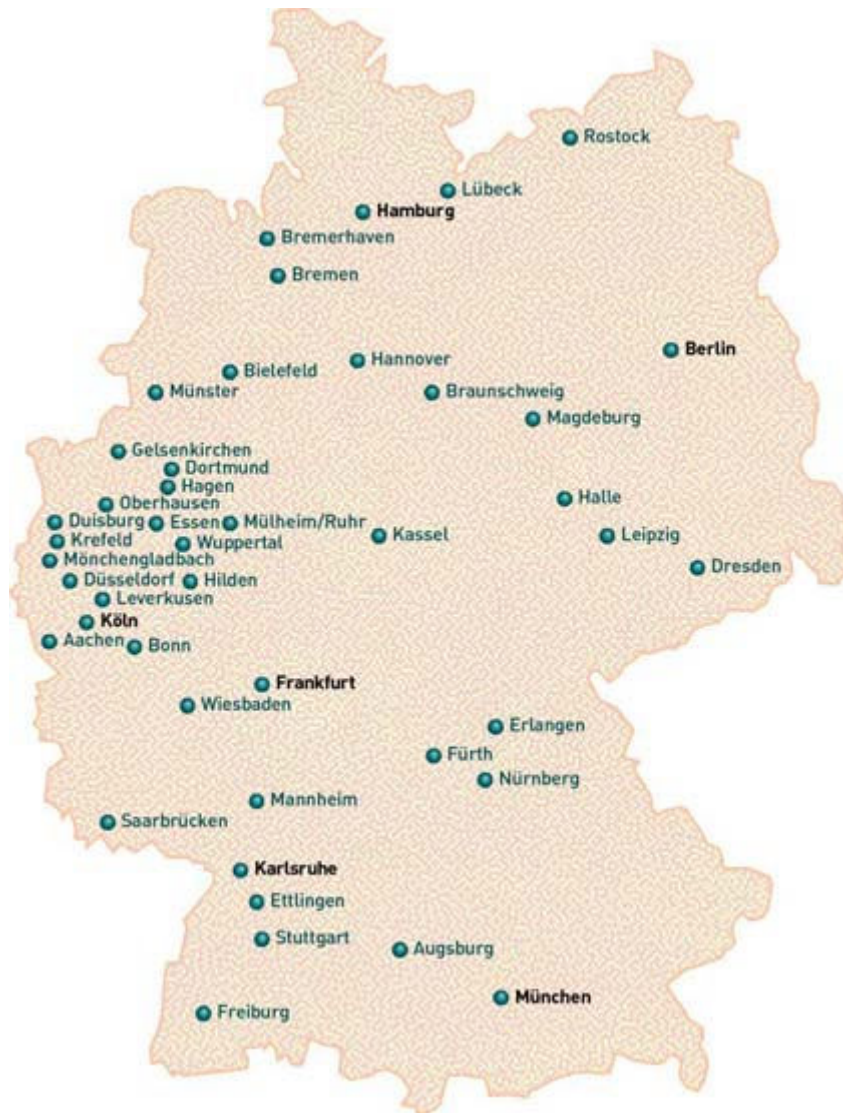 Rostock
Lübeck
Hamburg
Bremerhaven
Bremen
Berlin
Hannover
Bielefeld
Münster
Braunschweig
Magdeburg
Gelsenkirchen
Dortmund
Hagen
Halle
Oberhausen
Duisburg
Essen
Mülheim/Ruhr
Kassel
Leipzig
Krefeld
Wuppertal
Mönchengladbach
Dresden
Düsseldorf
Hilden
Leverkusen
Köln
Aachen
Bonn
Frankfurt
Wiesbaden
Erlangen
Fürth
Nürnberg
Mannheim
Saarbrücken
Karlsruhe
Ettlingen
Stuttgart
Augsburg
München
Freiburg